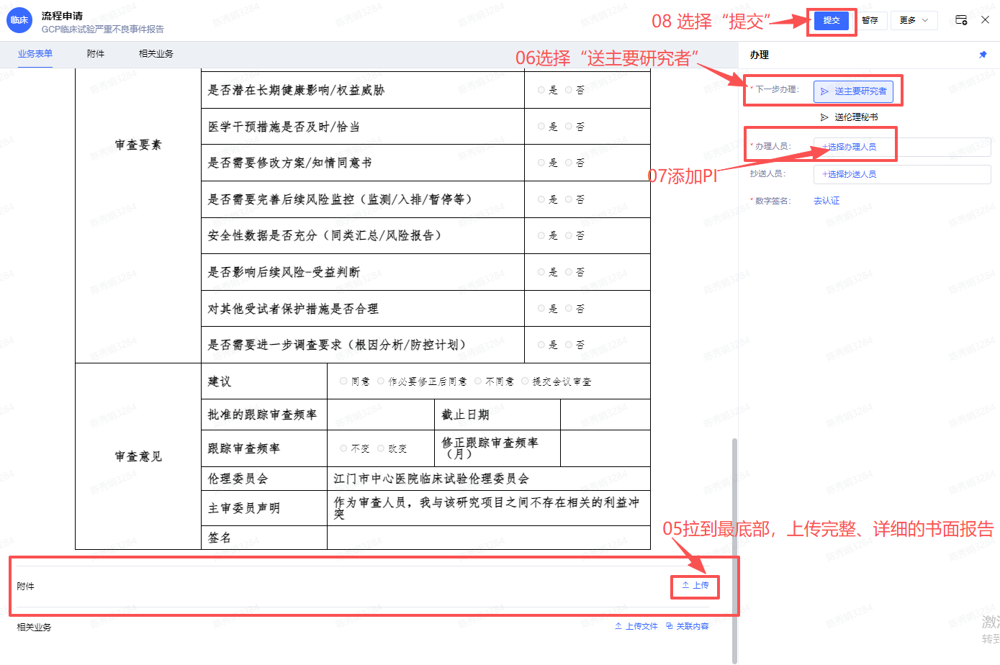 临床
流程申请
GCP临床试验严重不良事件报告
08 选择“提交”
提交
暂存
更多
业务表单
附件
相关业务
06选择“送主要研究者”
办理
审查要素
是否潜在长期健康影响/权益威胁
是 否
医学干预措施是否及时/恰当
是 否
是否需要修改方案/知情同意书
是 否
是否需要完善后续风险监控（监测/入排/暂停等）
是 否
安全性数据是否充分（同类汇总/风险报告）
是 否
是否影响后续风险-受益判断
是 否
对其他受试者保护措施是否合理
是 否
是否需要进一步调查要求（根因分析/防控计划）
是 否
*下一步办理：
送主要研究者
送伦理秘书
*办理人员：
+选择办理人员
07添加PI
抄送人员：
+选择抄送人员
*数字签名：
去认证
审查意见
建议
同意 作必要修正后同意 不同意 提交会议审查
批准的跟踪审查频率
截止日期
跟踪审查频率
不变 改变
修正跟踪审查频率
（月）
伦理委员会
江门市中心医院临床试验伦理委员会
主审委员声明
作为审查人员，我与该研究项目之间不存在相关的利益冲
突
签名
05拉到最底部，上传完整、详细的书面报告
附件
上传
相关业务
上传文件
关联内容
陈秀娟3284
激活
转到